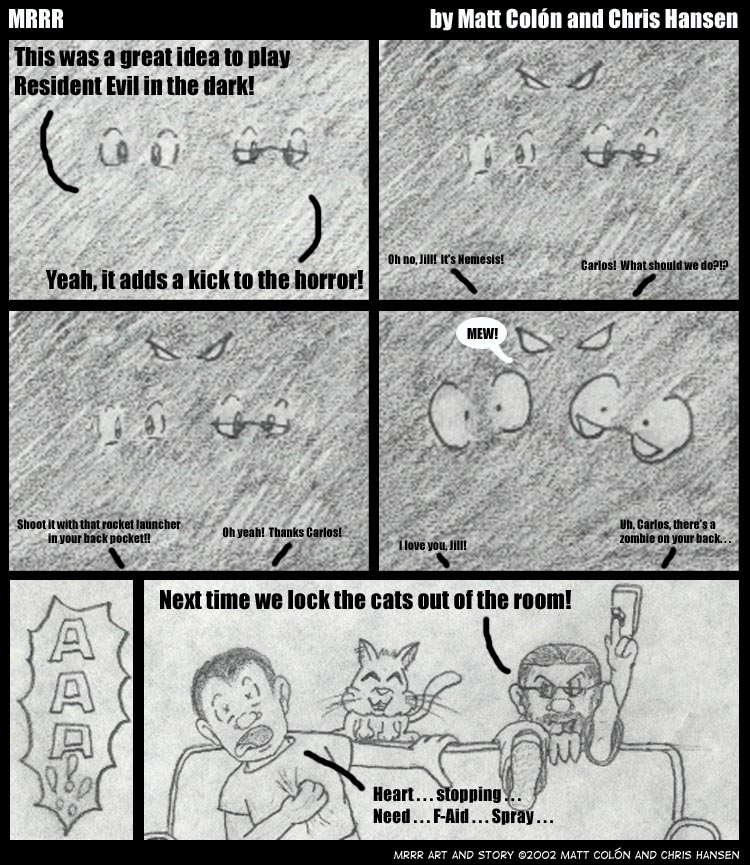 MRRR
by Matt Colón and Chris Hansen
This was a great idea to play
Resident Evil in the dark!
Yeah, it adds a kick to the horror!
Oh no, Jill! It's Nemesis!
Carlos! What should we do?!?
Shoot it with that rocket launcher
in your back pocket!!
Oh yeah! Thanks Carlos!
MEW!
I love you, Jill!
Uh, Carlos, there's a
zombie on your back. . .
A
A
A
!!
Next time we lock the cats out of the room!
Heart . . . stopping . . .
Need . . . F-Aid . . . Spray . . .
MRRR ART AND STORY ©2002 MATT COLÓN AND CHRIS HANSEN